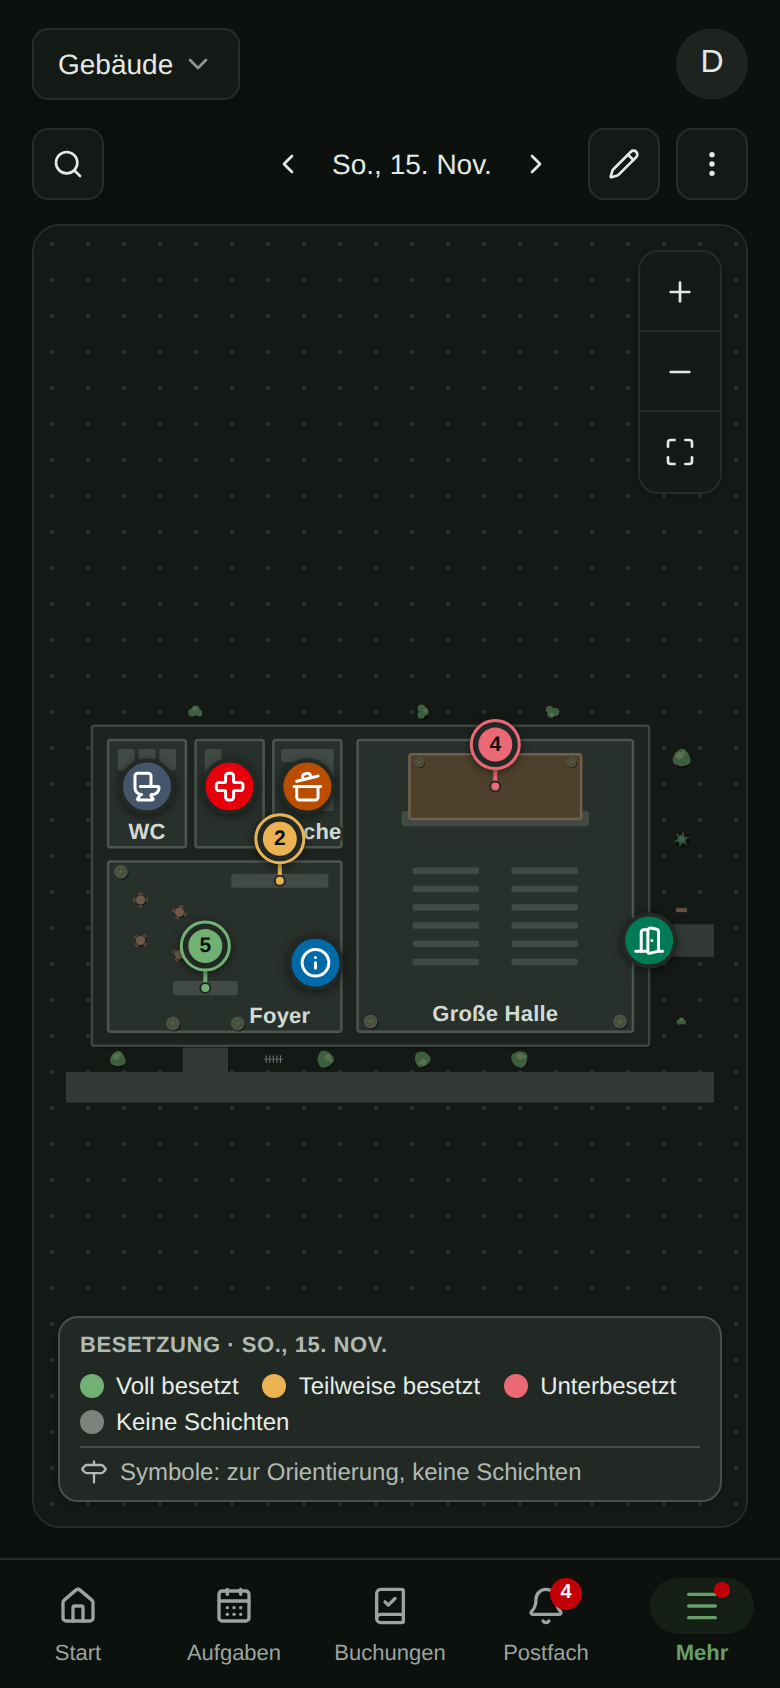 Gebäude
D
So., 15. Nov.
4
WC
che
2
5
Foyer
Große Halle
BESETZUNG · SO., 15. NOV.
Voll besetzt
Teilweise besetzt
Unterbesetzt
Keine Schichten
Symbole: zur Orientierung, keine Schichten
4
Start
Aufgaben
Buchungen
Postfach
Mehr